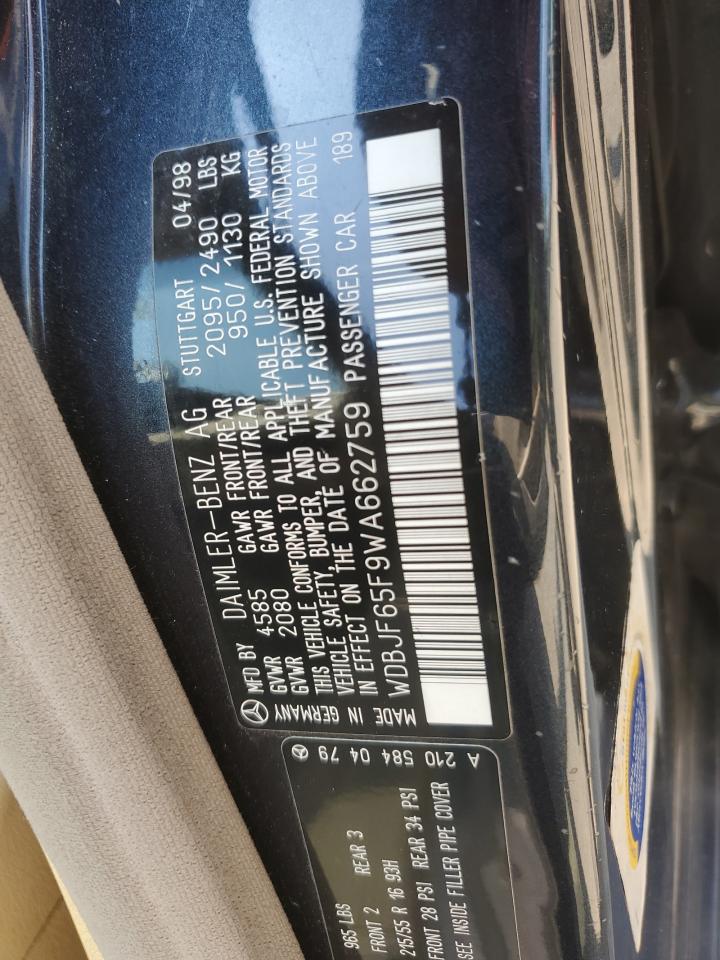 MFD BY DAIMLER-BENZ AG STUTTGART 04/98
GVWR 4585 GAWR FRONT/REAR 2095/2490 LBS
GVWR 2080 GAWR FRONT/REAR 950/1130 KG
THIS VEHICLE CONFORMS TO ALL APPLICABLE U.S. FEDERAL MOTOR
VEHICLE SAFETY, BUMPER, AND THEFT PREVENTION STANDARDS
IN EFFECT ON THE DATE OF MANUFACTURE SHOWN ABOVE
WDBJF65F9WA662759 PASSENGER CAR 189
MADE IN GERMANY
A 210 584 04 79
965 LBS
FRONT 2 REAR 3
215/55 R 16 93H
FRONT 28 PSI REAR 34 PSI
SEE INSIDE FILLER PIPE COVER